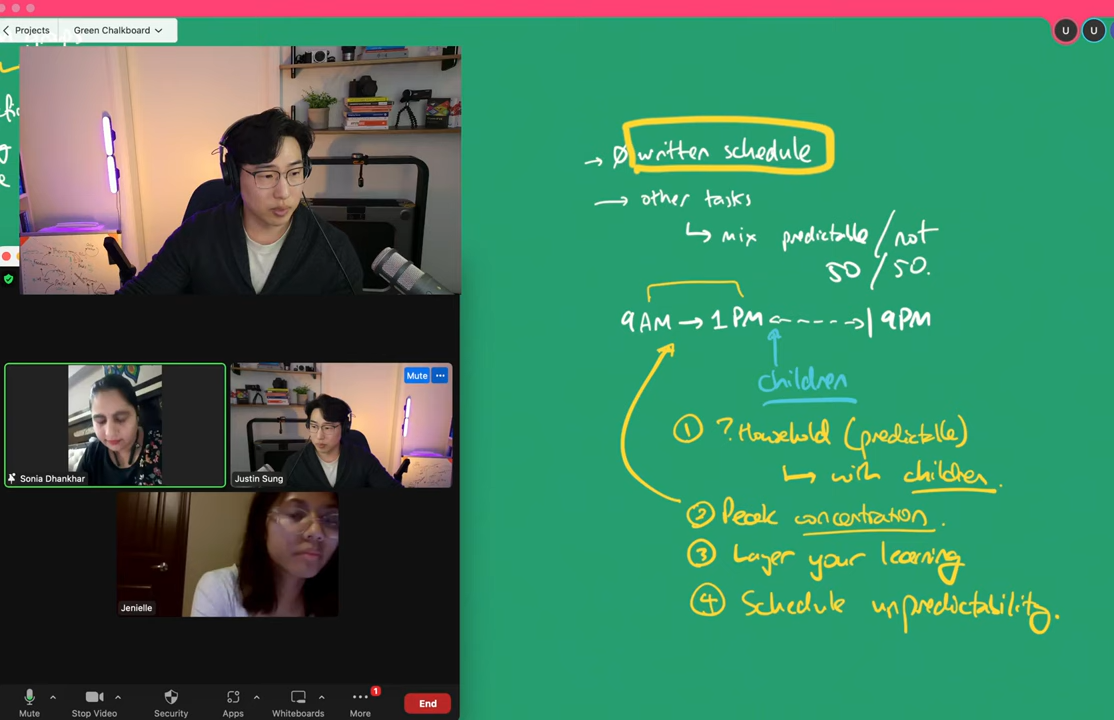 Projects
Green Chalkboard
U
U
→ Ø written schedule
→ other tasks
↳ mix predictable / not
50 / 50.
9AM → 1PM <----> | 9PM
children
① ?Household (predictable)
↳ with children.
② Peak concentration.
③ Layer your learning
④ Schedule unpredictability.
Mute
•••
Sonia Dhankhar
Justin Sung
Jenielle
1
Mute
Stop Video
Security
Apps
Whiteboards
More
End